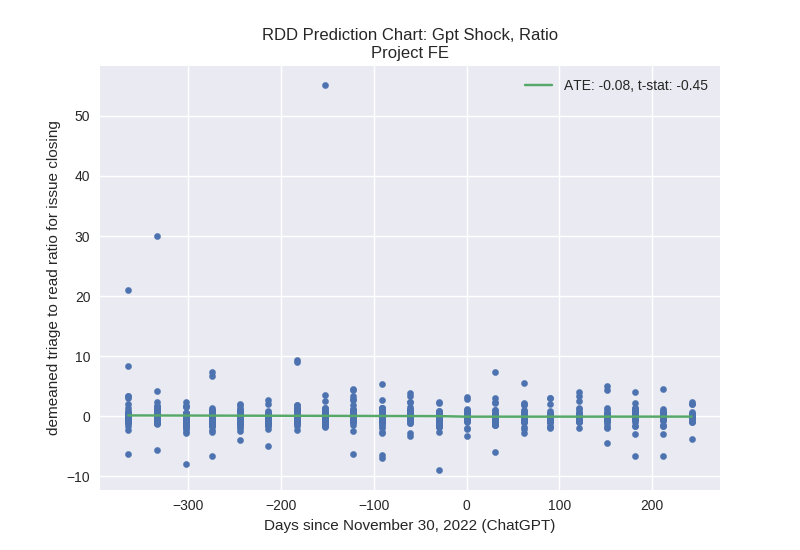 RDD Prediction Chart: Gpt Shock, Ratio
Project FE
ATE: -0.08, t-stat: -0.45
demeaned triage to read ratio for issue closing
50
40
30
20
10
0
−10
−300
−200
−100
0
100
200
Days since November 30, 2022 (ChatGPT)